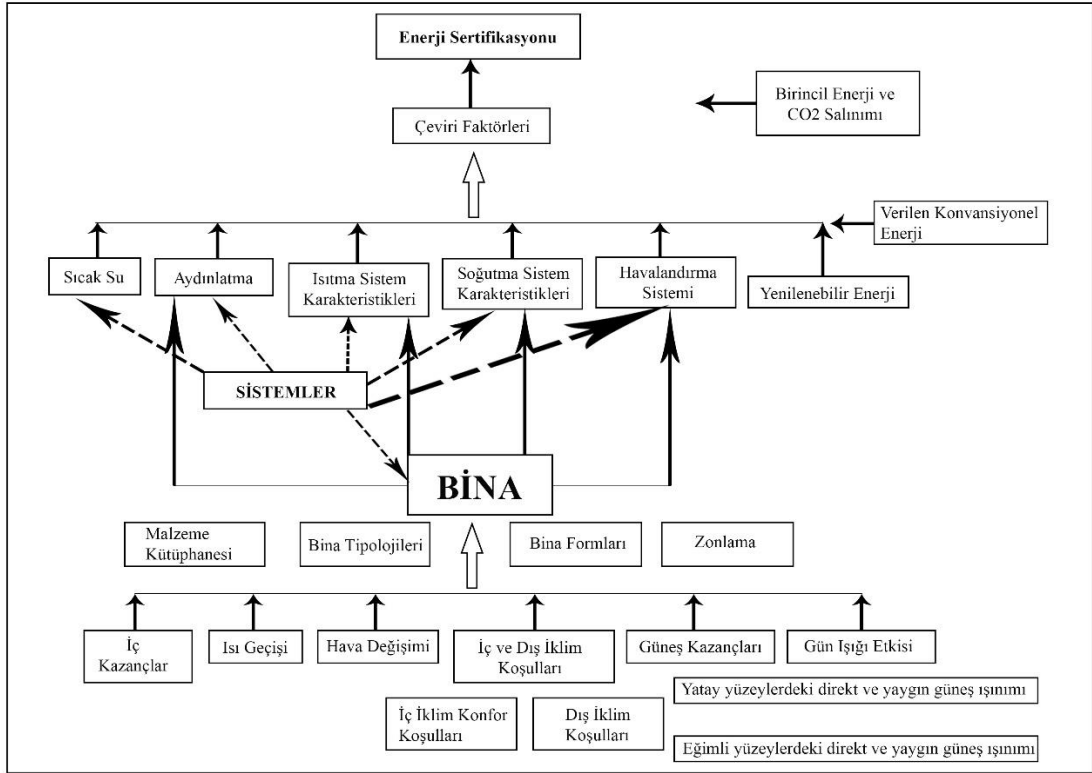 Enerji Sertifikasyonu
Birincil Enerji ve
CO2 Salınımı
Çeviri Faktörleri
Verilen Konvansiyonel
Enerji
Sıcak Su
Aydınlatma
Isıtma Sistem
Karakteristikleri
Soğutma Sistem
Karakteristikleri
Havalandırma
Sistemi
Yenilenebilir Enerji
SİSTEMLER
BİNA
Malzeme
Kütüphanesi
Bina Tipolojileri
Bina Formları
Zonlama
İç
Kazançlar
Isı Geçişi
Hava Değişimi
İç ve Dış İklim
Koşulları
Güneş Kazançları
Gün Işığı Etkisi
Yatay yüzeylerdeki direkt ve yaygın güneş ışınımı
İç İklim Konfor
Koşulları
Dış İklim
Koşulları
Eğimli yüzeylerdeki direkt ve yaygın güneş ışınımı